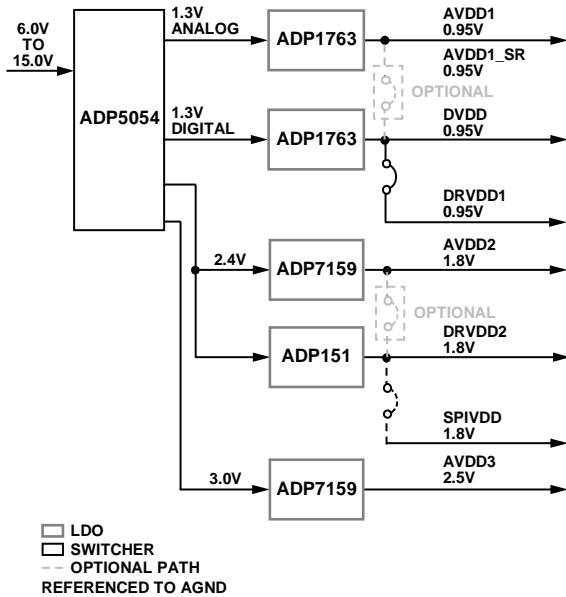 6.0V
TO
15.0V
ADP5054
1.3V
ANALOG
ADP1763
AVDD1
0.95V
AVDD1_SR
0.95V
OPTIONAL
1.3V
DIGITAL
ADP1763
DVDD
0.95V
DRVDD1
0.95V
2.4V
ADP7159
AVDD2
1.8V
OPTIONAL
ADP151
DRVDD2
1.8V
SPIVDD
1.8V
3.0V
ADP7159
AVDD3
2.5V
LDO
SWITCHER
OPTIONAL PATH
REFERENCED TO AGND